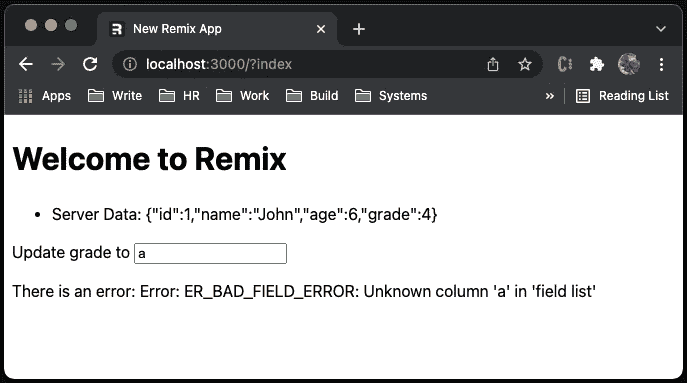 New Remix App
localhost:3000/?index
Apps Write HR Work Build Systems » Reading List
Welcome to Remix
• Server Data: {"id":1,"name":"John","age":6,"grade":4}
Update grade to a
There is an error: Error: ER_BAD_FIELD_ERROR: Unknown column 'a' in 'field list'